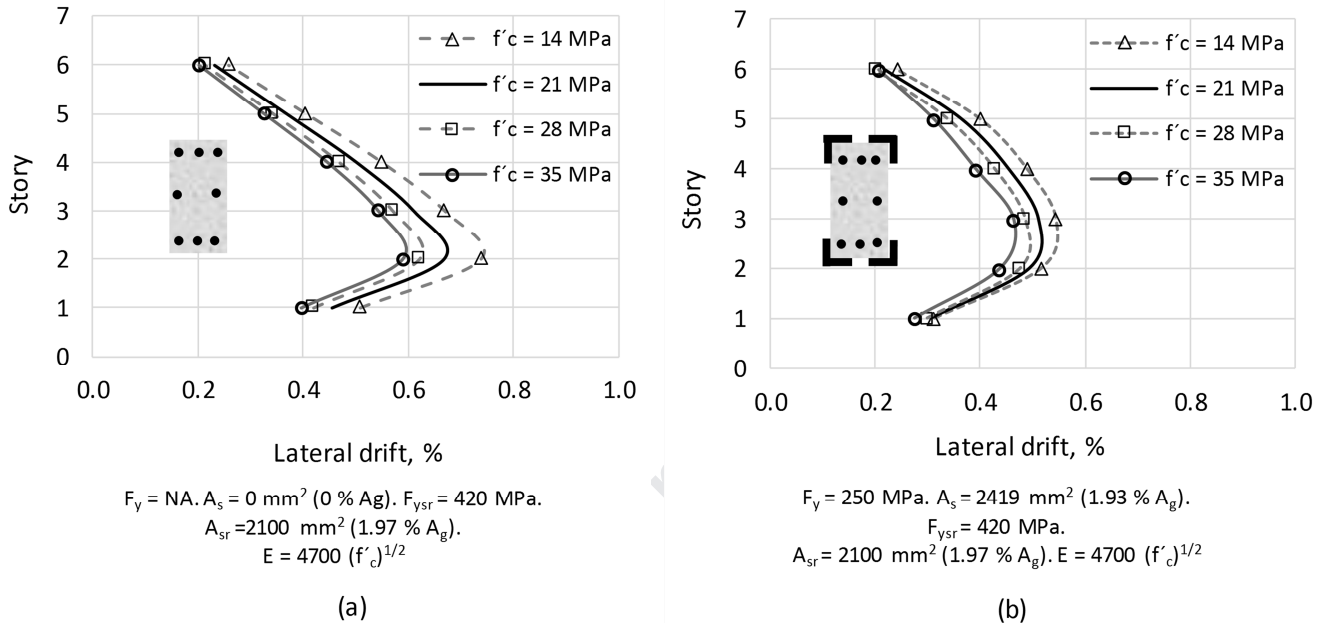 7
6
5
4
3
2
1
0
Story
f´c = 14 MPa
f´c = 21 MPa
f´c = 28 MPa
f´c = 35 MPa
0.0 0.2 0.4 0.6 0.8 1.0
Lateral drift, %
Fy = NA. As = 0 mm² (0 % Ag). Fysr = 420 MPa.
Asr =2100 mm² (1.97 % Ag).
E = 4700 (f´c)1/2
(a)
7
6
5
4
3
2
1
0
Story
f´c = 14 MPa
f´c = 21 MPa
f´c = 28 MPa
f´c = 35 MPa
0.0 0.2 0.4 0.6 0.8 1.0
Lateral drift, %
Fy = 250 MPa. As = 2419 mm² (1.93 % Ag).
Fysr = 420 MPa.
Asr =2100 mm² (1.97 % Ag). E = 4700 (f´c)1/2
(b)